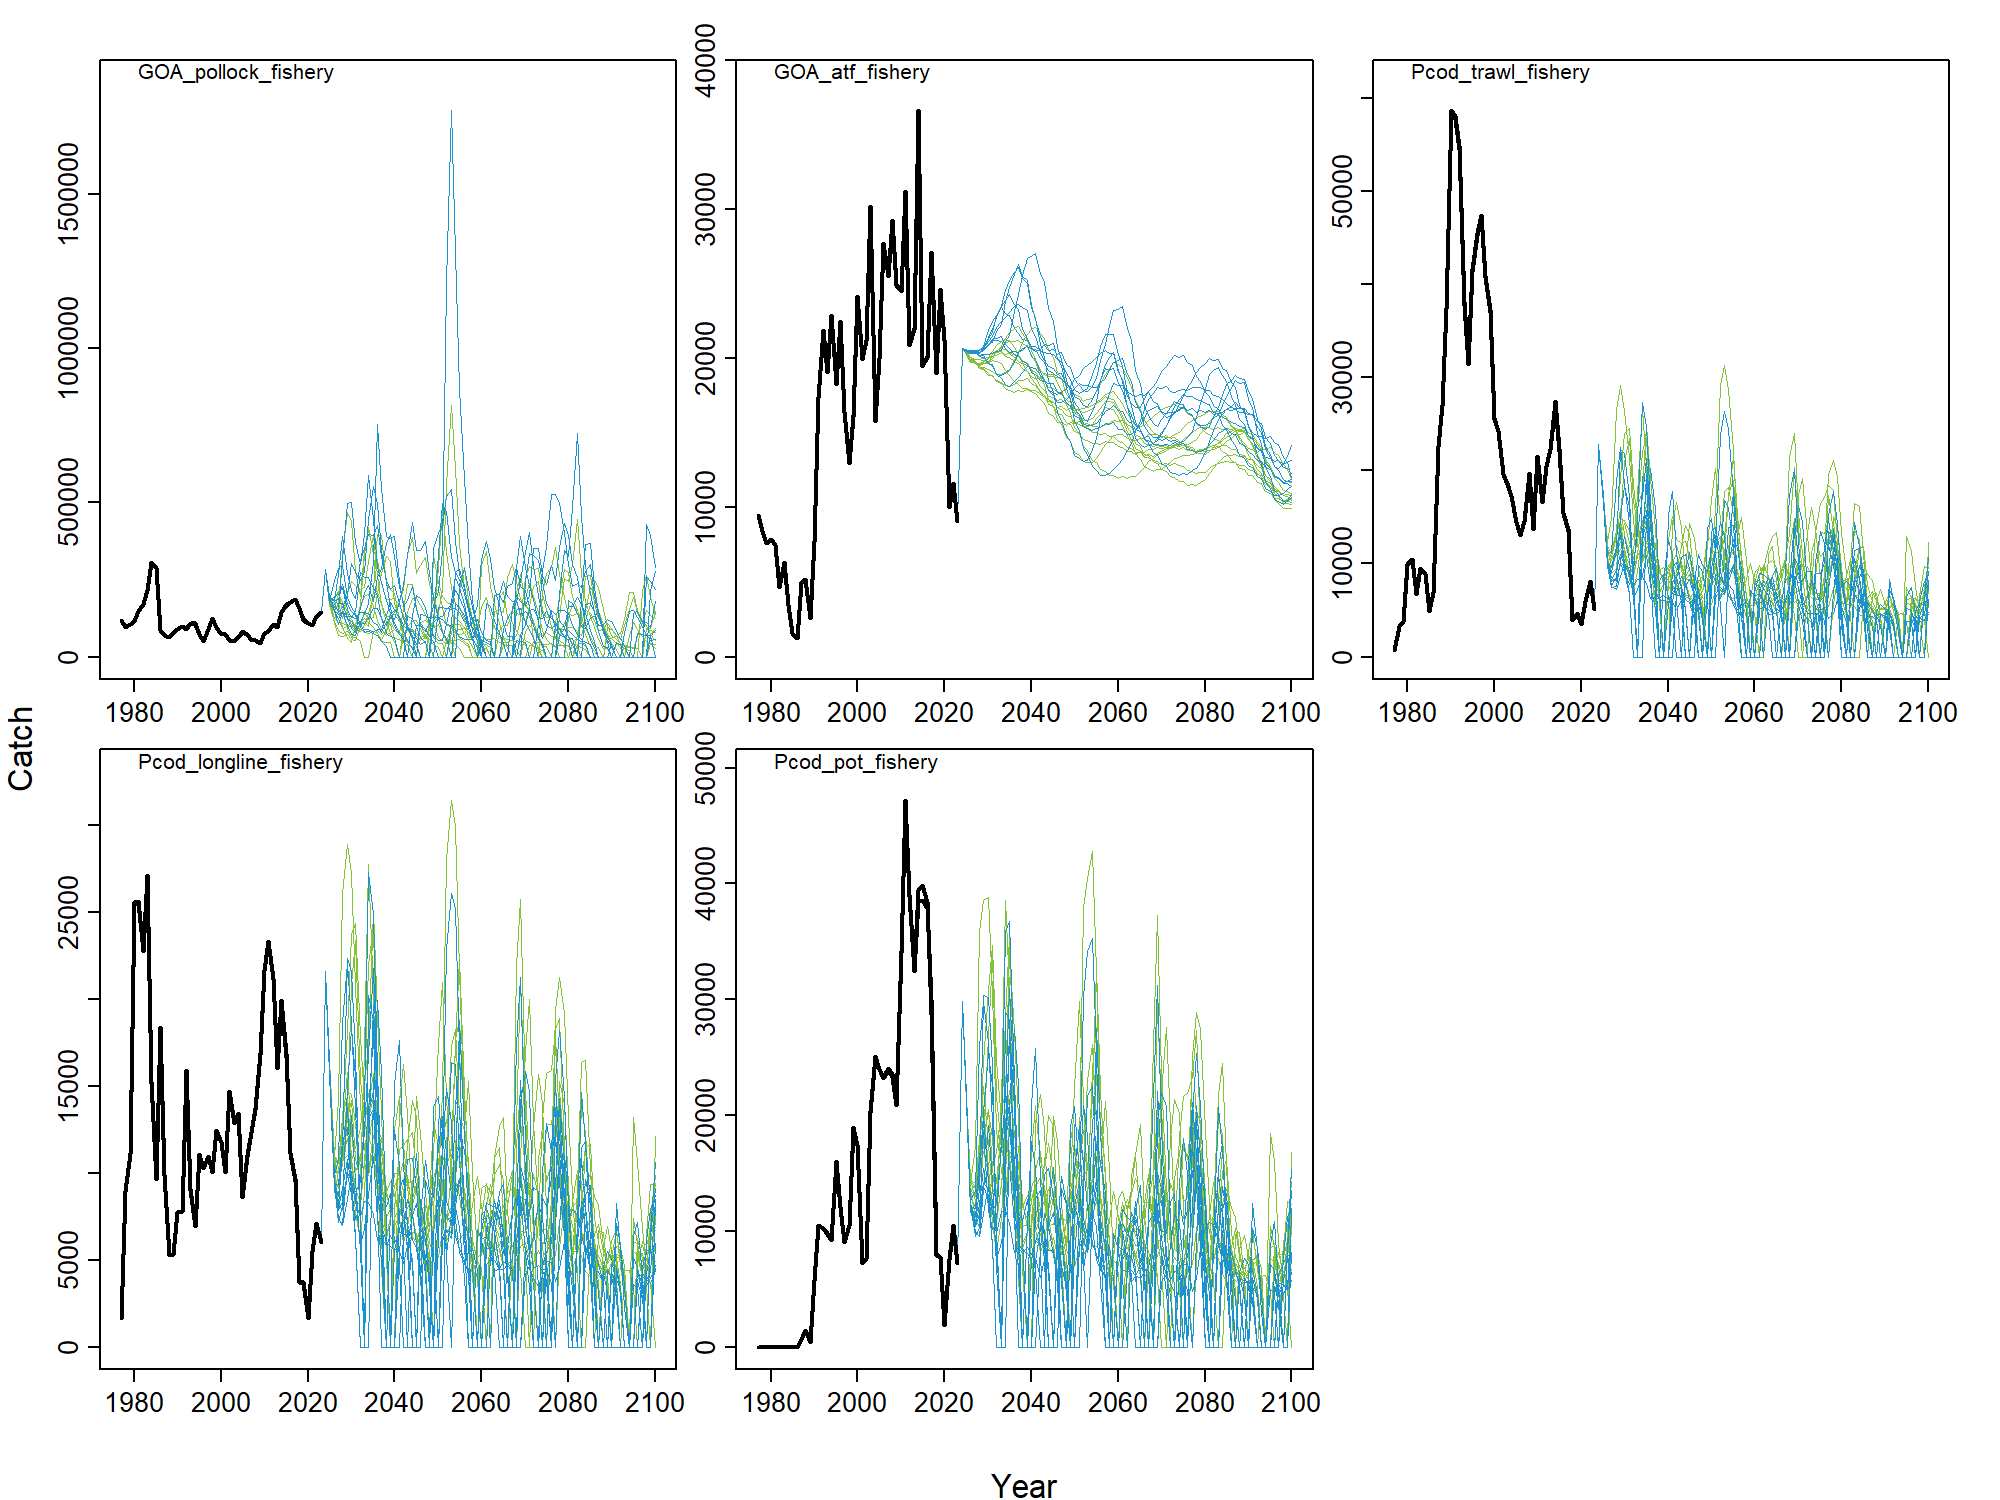 GOA_pollock_fishery
0 500000 1000000 1500000
1980 2000 2020 2040 2060 2080 2100
GOA_atf_fishery
0 10000 20000 30000 40000
1980 2000 2020 2040 2060 2080 2100
Pcod_trawl_fishery
0 10000 30000 50000
1980 2000 2020 2040 2060 2080 2100
Catch
Pcod_longline_fishery
0 5000 15000 25000
1980 2000 2020 2040 2060 2080 2100
Pcod_pot_fishery
0 10000 20000 30000 40000 50000
1980 2000 2020 2040 2060 2080 2100
Year